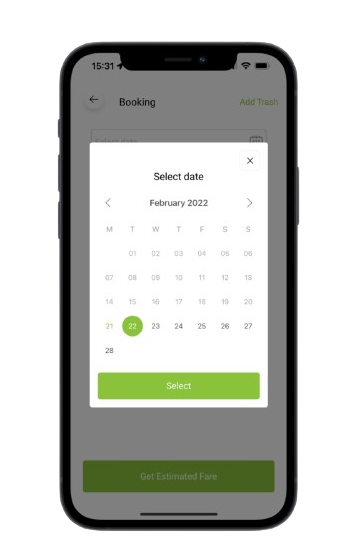 15:31
Booking
Add Trash
Select date
Select date
February 2022
M T W T F S S
01 02 03 04 05 06
07 08 09 10 11 12 13
14 15 16 17 18 19 20
21 22 23 24 25 26 27
28
Select
Get Estimated Fare